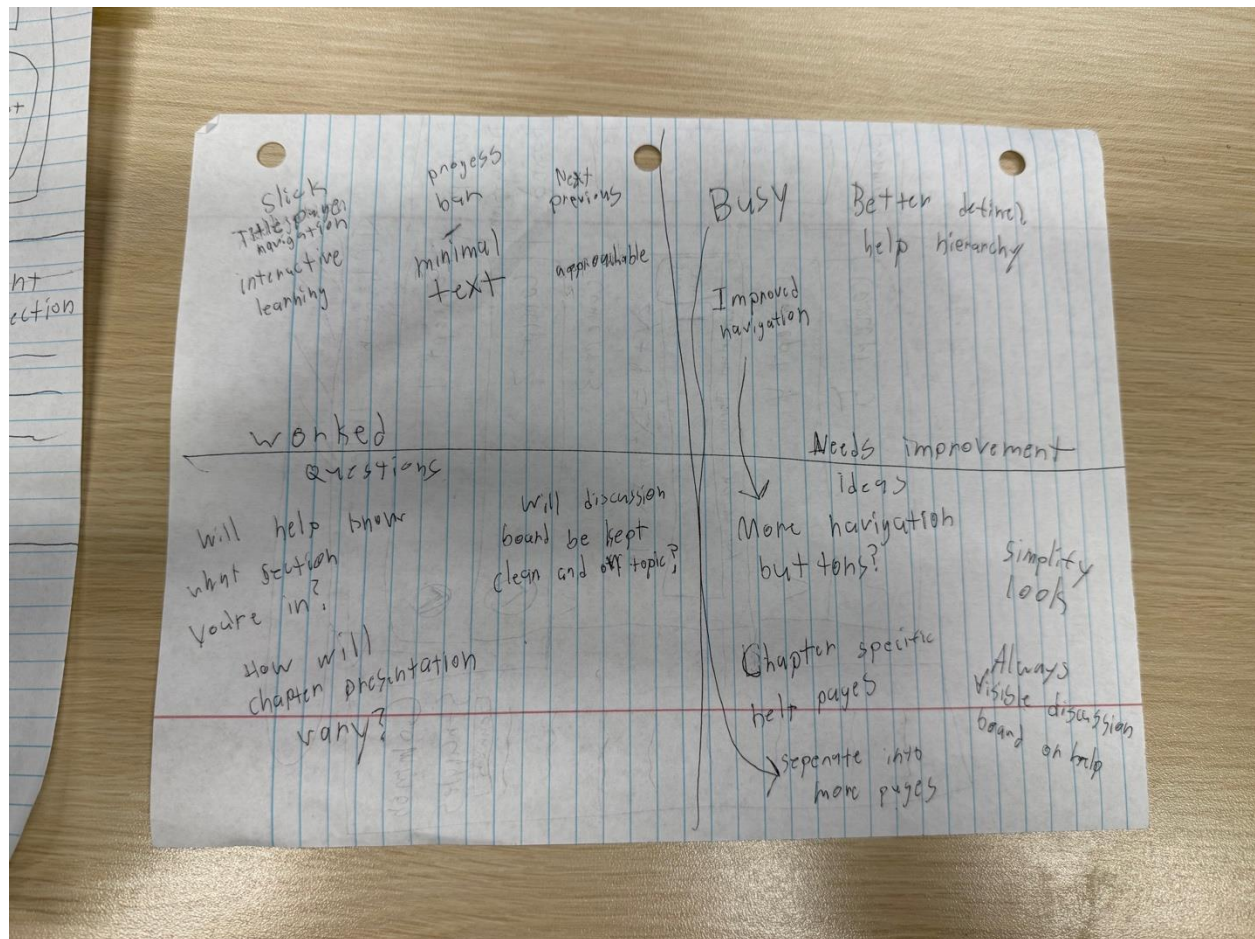 Slick
Title page
navigation
interactive
learning
progess
bar
minimal
text
Next
previous
approachable
worked
Busy
Better defined
help hierarchy
Improved
navigation
Needs improvement
Questions
Will help know
what section
you're in?
How will
chapter presentation
vary?
Will discussion
board be kept
clean and off topic?
ideas
More navigation
buttons?
Simplify
look
Chapter specific
help pages
Always
visible discussion
board on help
seperate into
more pages
ection